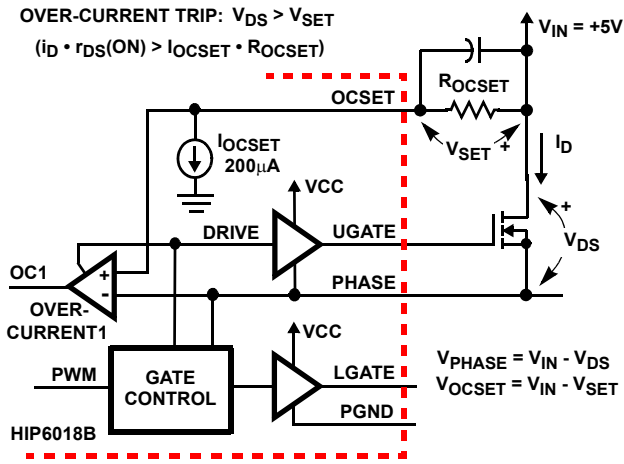 OVER-CURRENT TRIP: VDS > VSET
(iD • rDS(ON) > IOCSET • ROCSET)
VIN = +5V
OCSET
ROCSET
VSET +
ID
IOCSET
200μA
VCC
DRIVE
UGATE
+
VDS
-
OC1
+
-
PHASE
OVER-
CURRENT1
VCC
PWM
GATE
CONTROL
LGATE
PGND
VPHASE = VIN - VDS
VOCSET = VIN - VSET
HIP6018B